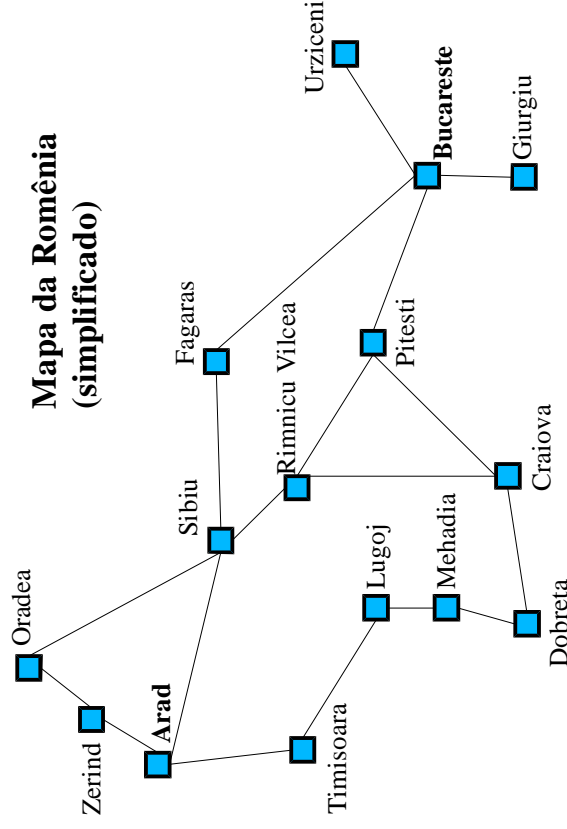 Mapa da Romênia
(simplificado)
Oradea
Zerind
Arad
Sibiu
Fagaras
Urziceni
Rimnicu Vilcea
Timisoara
Lugoj
Pitesti
Bucareste
Mehadia
Giurgiu
Dobreta
Craiova